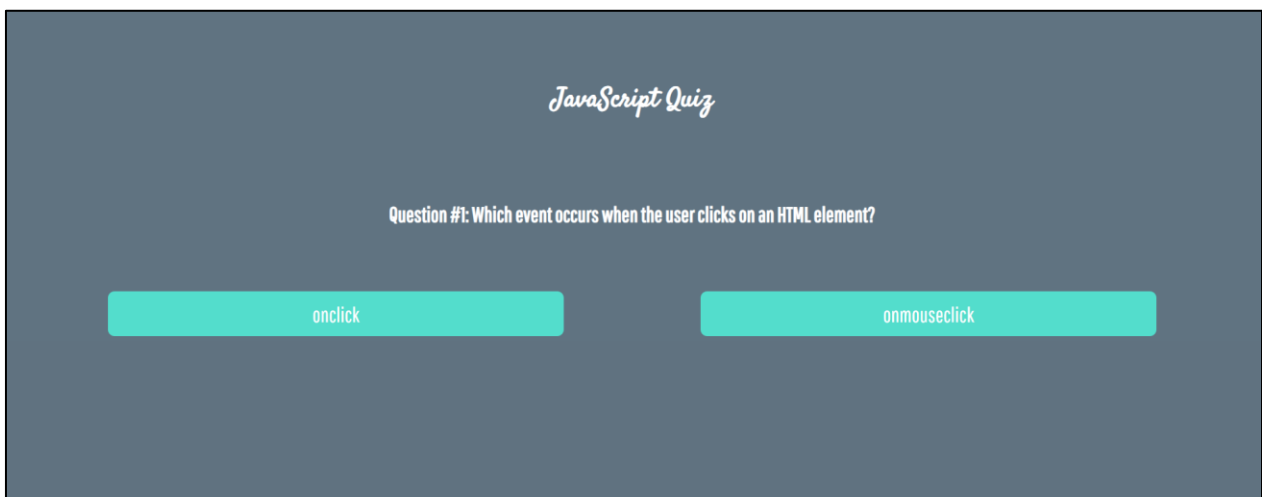 JavaScript Quiz
Question #1: Which event occurs when the user clicks on an HTML element?
onclick
onmouseclick